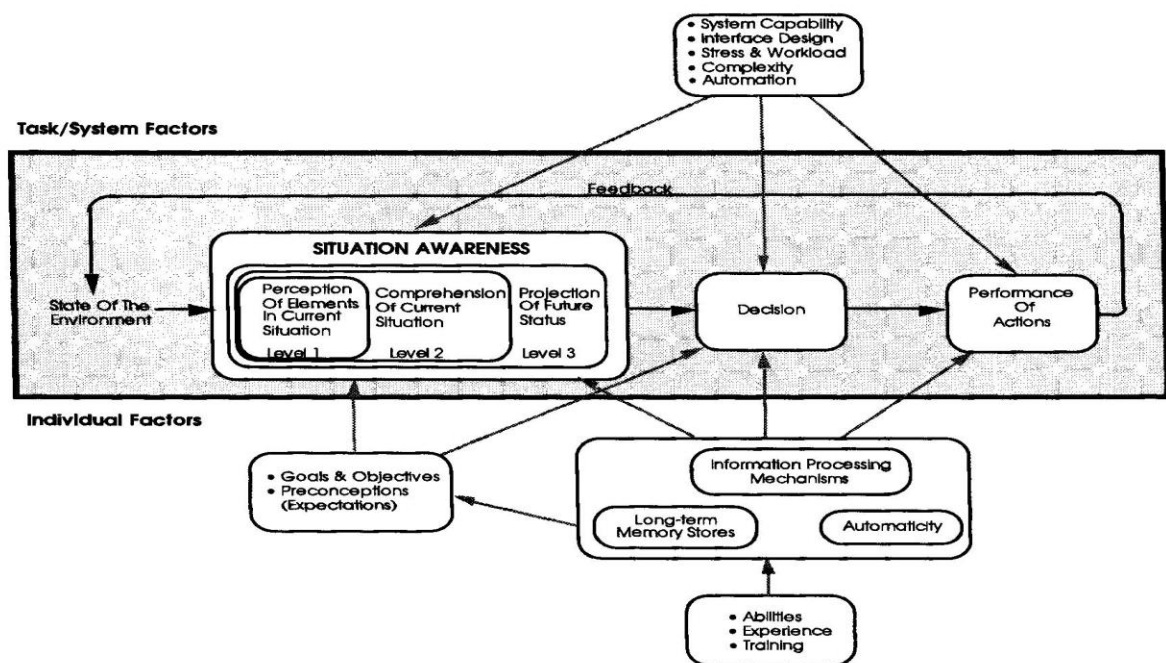 • System Capability
• Interface Design
• Stress & Workload
• Complexity
• Automation
Task/System Factors
Feedback
SITUATION AWARENESS
State Of The
Environment
Perception
Of Elements
In Current
Situation
Level 1
Comprehension
Of Current
Situation
Level 2
Projection
Of Future
Status
Level 3
Decision
Performance
Of
Actions
Individual Factors
• Goals & Objectives
• Preconceptions
(Expectations)
Information Processing
Mechanisms
Long-term
Memory Stores
Automaticity
• Abilities
• Experience
• Training